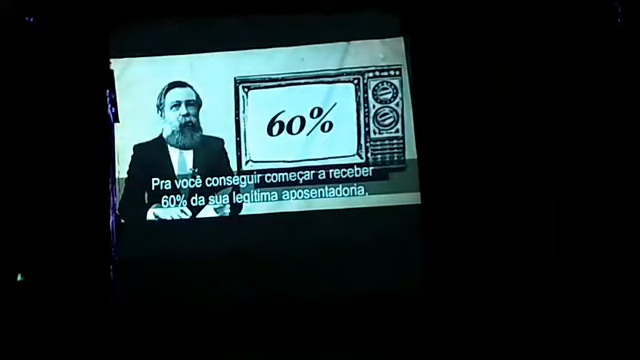 60%
Pra você conseguir começar a receber
60% da sua legítima aposentadoria,